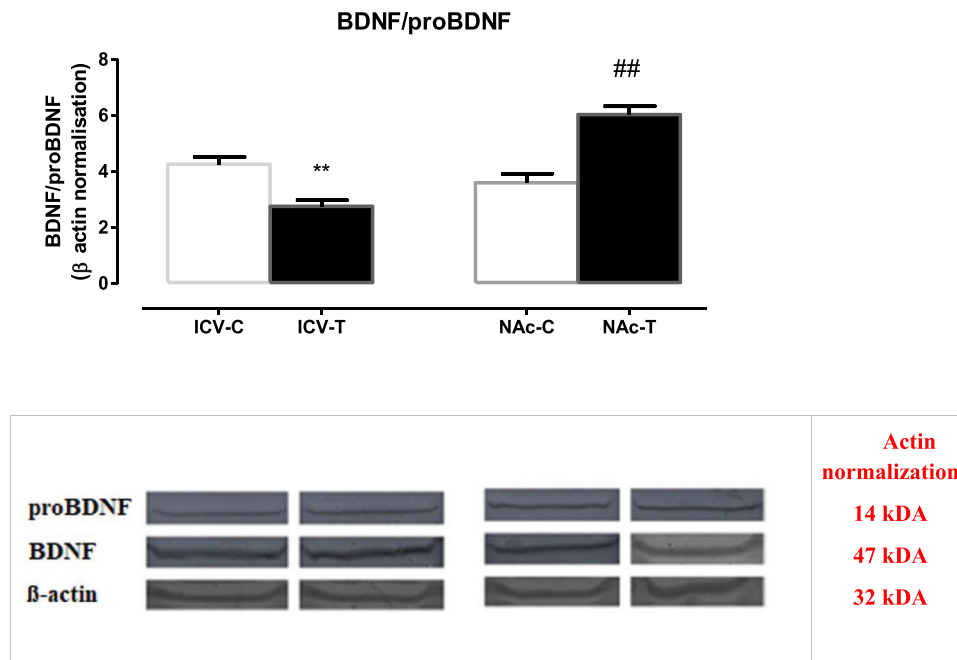 BDNF/proBDNF
BDNF/proBDNF
(β actin normalisation)
8
6
4
2
0
**
##
ICV-C ICV-T NAc-C NAc-T
Actin
normalization
proBDNF 14 kDA
BDNF 47 kDA
ß-actin 32 kDA